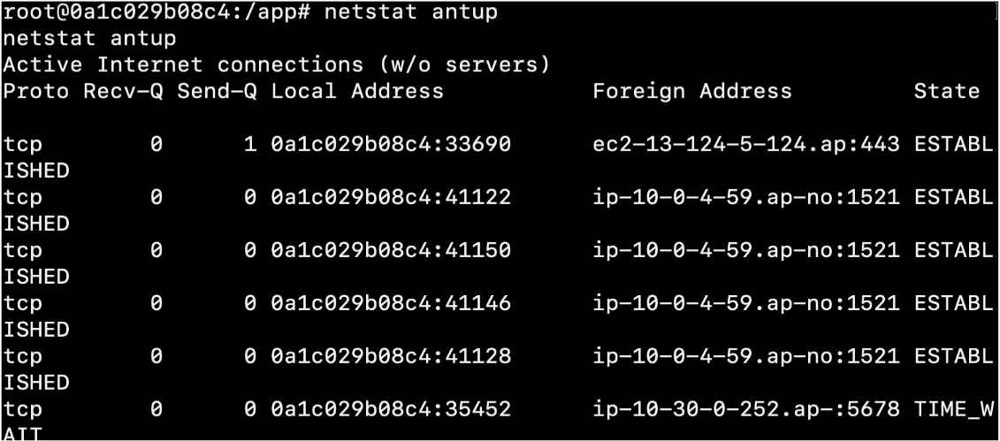 root@0a1c029b08c4:/app# netstat antup
netstat antup
Active Internet connections (w/o servers)
Proto Recv-Q Send-Q Local Address           Foreign Address         State
tcp        0      1 0a1c029b08c4:33690      ec2-13-124-5-124.ap:443 ESTABL
ISHED
tcp        0      0 0a1c029b08c4:41122      ip-10-0-4-59.ap-no:1521 ESTABL
ISHED
tcp        0      0 0a1c029b08c4:41150      ip-10-0-4-59.ap-no:1521 ESTABL
ISHED
tcp        0      0 0a1c029b08c4:41146      ip-10-0-4-59.ap-no:1521 ESTABL
ISHED
tcp        0      0 0a1c029b08c4:41128      ip-10-0-4-59.ap-no:1521 ESTABL
ISHED
tcp        0      0 0a1c029b08c4:35452      ip-10-30-0-252.ap-:5678 TIME_W
AIT